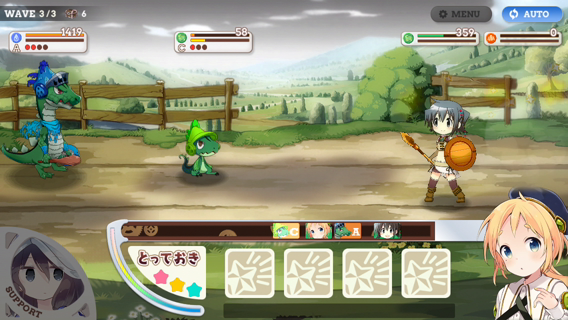 WAVE 3/3 6
MENU
AUTO
1419
A
58
C
359
0
C A
とっておき
SUPPORT